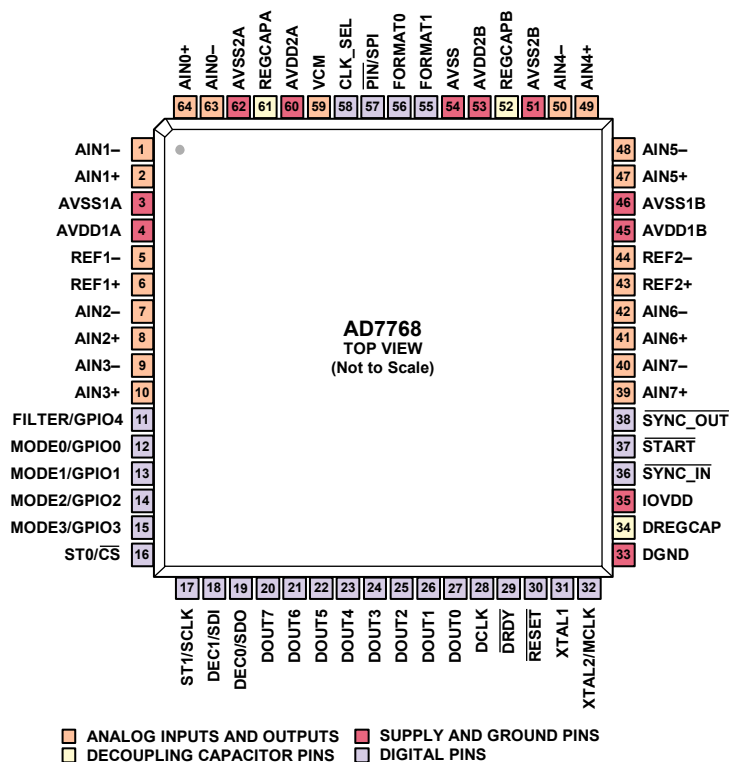 AIN0+
AIN0–
AVSS2A
REGCAPA
AVDD2A
VCM
CLK_SEL
PIN/SPI
FORMAT0
FORMAT1
AVSS
AVDD2B
REGCAPB
AVSS2B
AIN4–
AIN4+
64 63 62 61 60 59 58 57 56 55 54 53 52 51 50 49
AIN1– 1
AIN1+ 2
AVSS1A 3
AVDD1A 4
REF1– 5
REF1+ 6
AIN2– 7
AIN2+ 8
AIN3– 9
AIN3+ 10
FILTER/GPIO4 11
MODE0/GPIO0 12
MODE1/GPIO1 13
MODE2/GPIO2 14
MODE3/GPIO3 15
ST0/CS 16
AD7768
TOP VIEW
(Not to Scale)
48 AIN5–
47 AIN5+
46 AVSS1B
45 AVDD1B
44 REF2–
43 REF2+
42 AIN6–
41 AIN6+
40 AIN7–
39 AIN7+
38 SYNC_OUT
37 START
36 SYNC_IN
35 IOVDD
34 DREGCAP
33 DGND
17 18 19 20 21 22 23 24 25 26 27 28 29 30 31 32
ST1/SCLK
DEC1/SDI
DEC0/SDO
DOUT7
DOUT6
DOUT5
DOUT4
DOUT3
DOUT2
DOUT1
DOUT0
DCLK
DRDY
RESET
XTAL1
XTAL2/MCLK
ANALOG INPUTS AND OUTPUTS
SUPPLY AND GROUND PINS
DECOUPLING CAPACITOR PINS
DIGITAL PINS